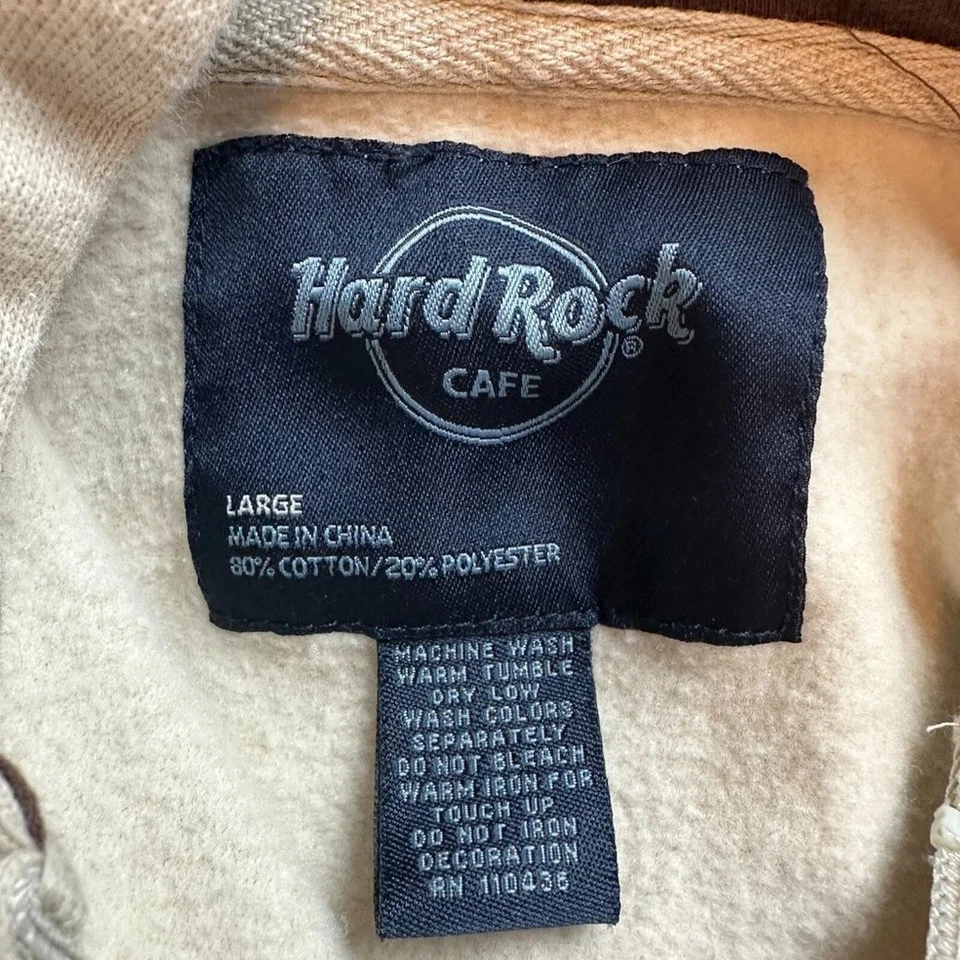 Hard Rock ®
CAFE
LARGE
MADE IN CHINA
80% COTTON/20% POLYESTER
MACHINE WASH
WARM TUMBLE
DRY LOW
WASH COLORS
SEPARATELY
DO NOT BLEACH
WARM IRON FOR
TOUCH UP
DO NOT IRON
DECORATION
RN 110436